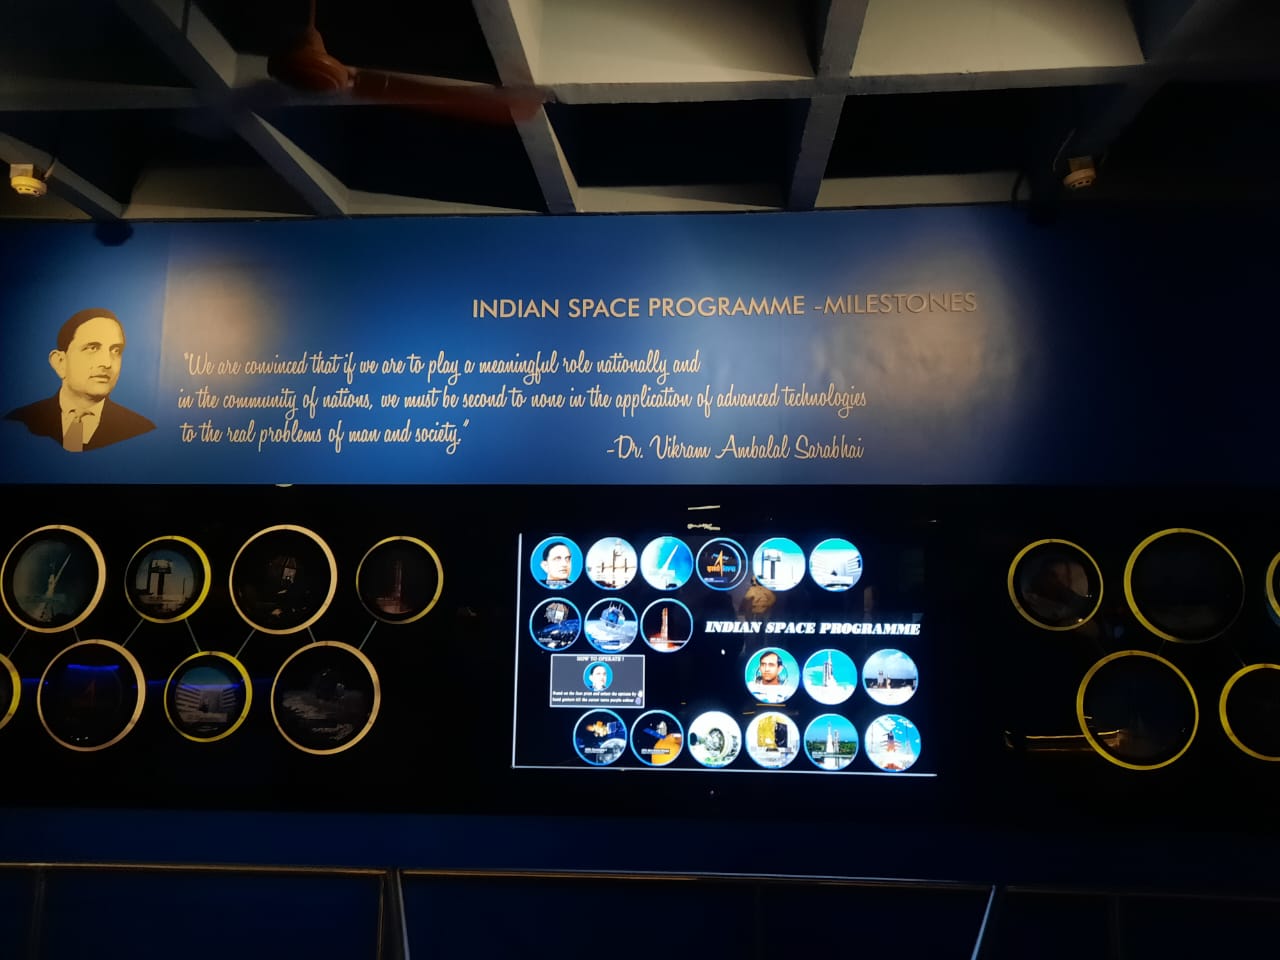 INDIAN SPACE PROGRAMME -MILESTONES
"We are convinced that if we are to play a meaningful role nationally and
in the community of nations, we must be second to none in the application of advanced technologies
to the real problems of man and society."
-Dr. Vikram Ambalal Sarabhai
INDIAN SPACE PROGRAMME
HOW TO OPERATE !